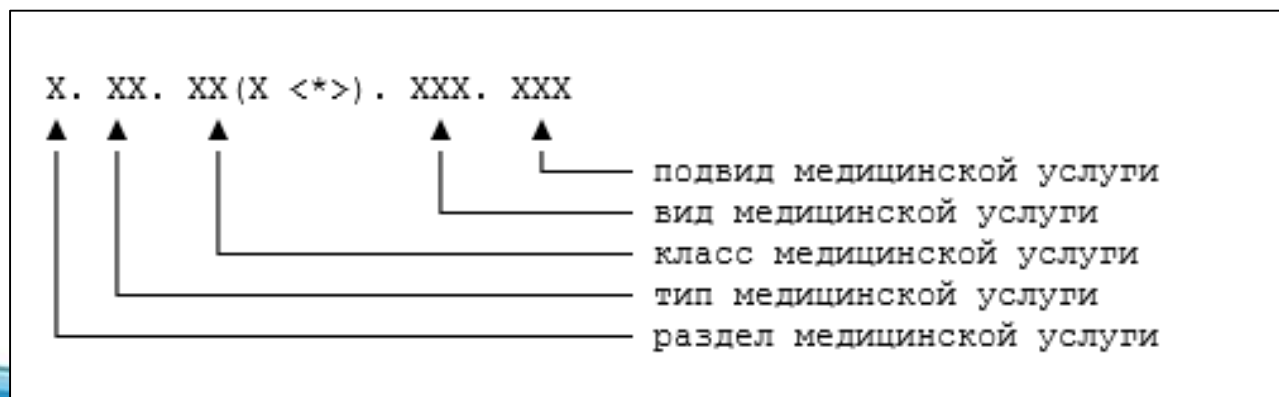 X. XX. XX(X <*>). XXX. XXX
подвид медицинской услуги
вид медицинской услуги
класс медицинской услуги
тип медицинской услуги
раздел медицинской услуги